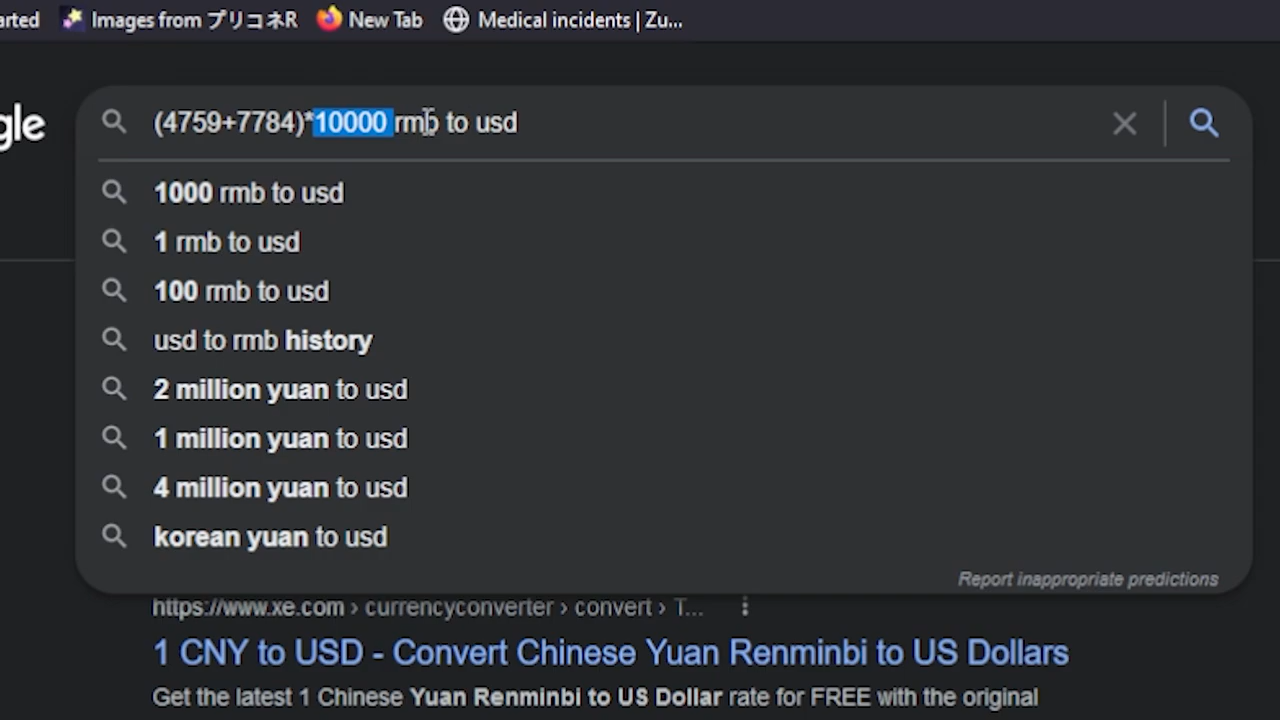 arted Images from プリコネR New Tab Medical incidents | Zu...
gle (4759+7784)*10000 rmb to usd
1000 rmb to usd
1 rmb to usd
100 rmb to usd
usd to rmb history
2 million yuan to usd
1 million yuan to usd
4 million yuan to usd
korean yuan to usd
Report inappropriate predictions
https://www.xe.com › currencyconverter › convert › T...
1 CNY to USD - Convert Chinese Yuan Renminbi to US Dollars
Get the latest 1 Chinese Yuan Renminbi to US Dollar rate for FREE with the original